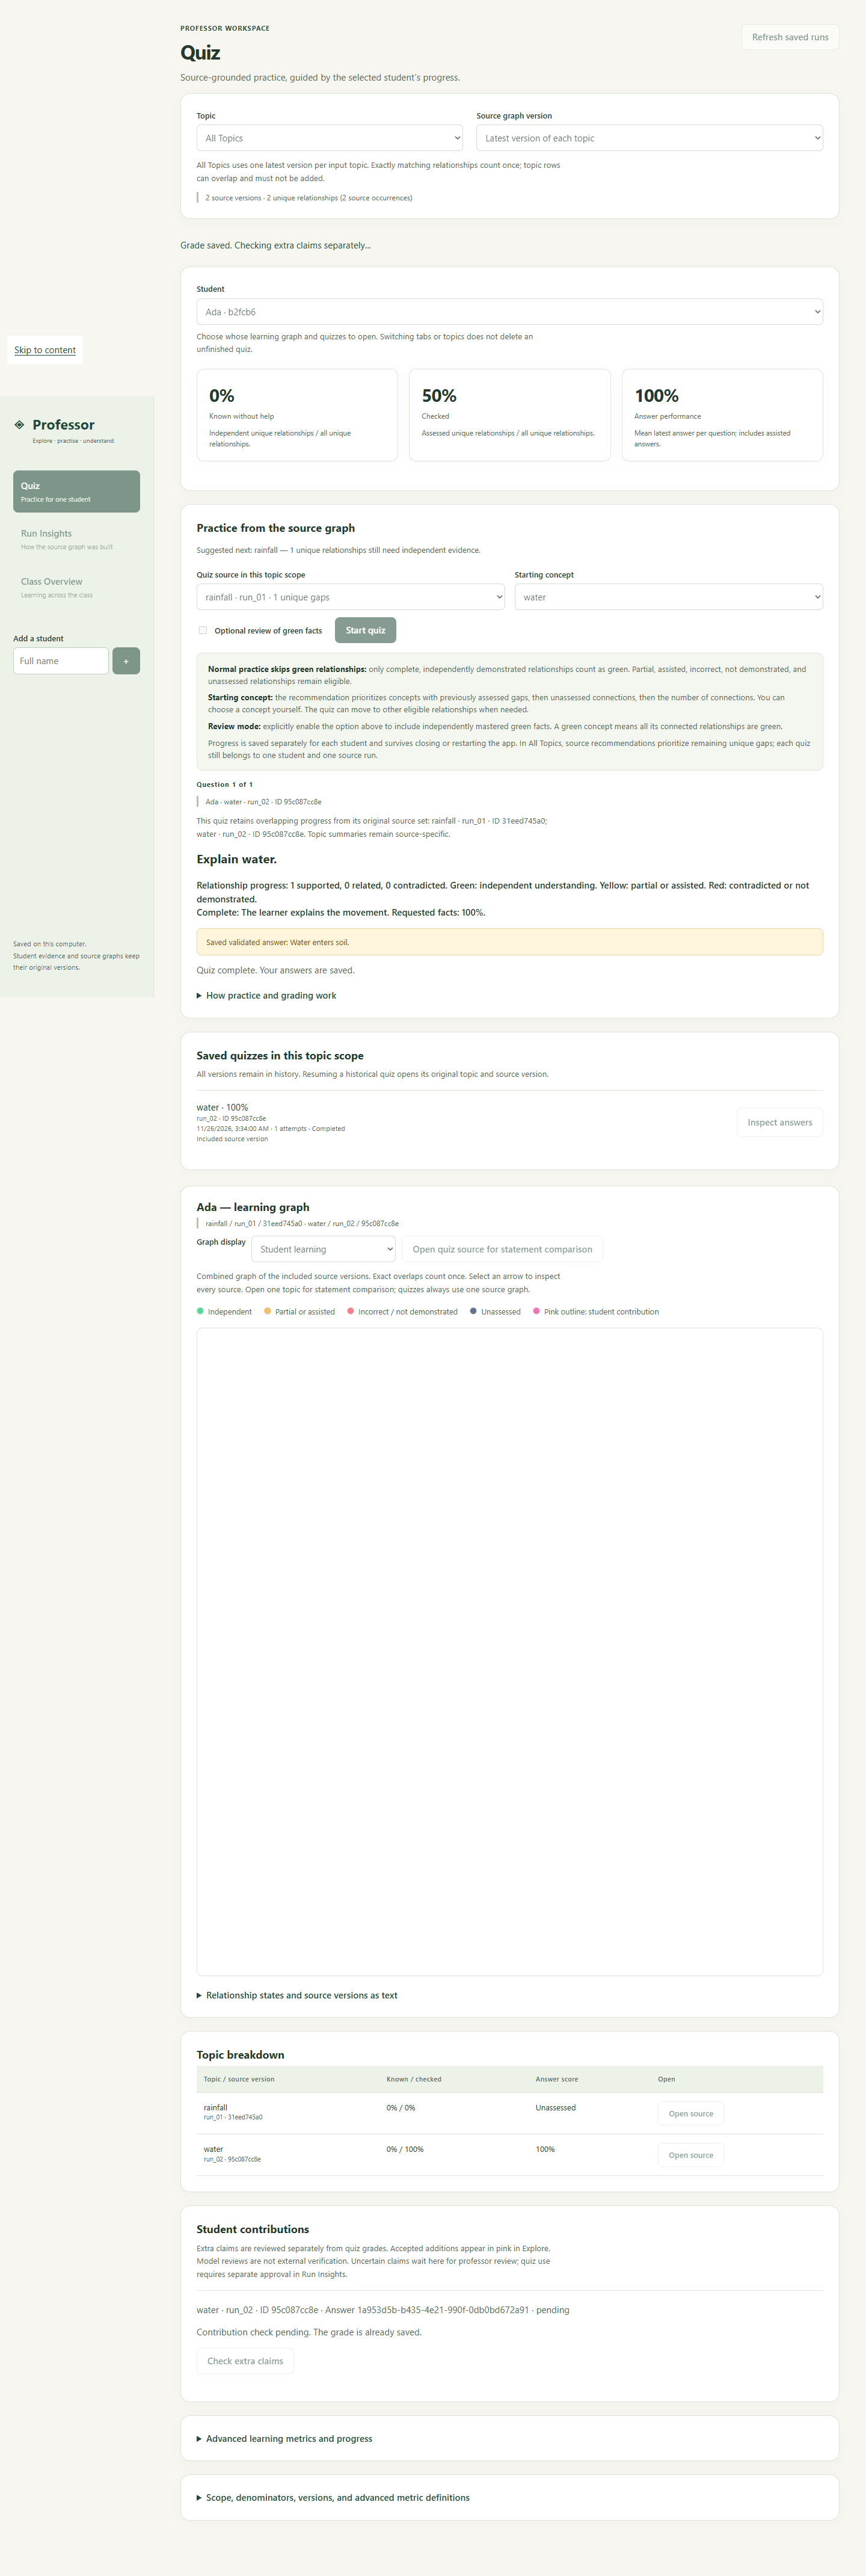 PROFESSOR WORKSPACE
Quiz
Source-grounded practice, guided by the selected student's progress.
Refresh saved runs
Topic
All Topics
Source graph version
Latest version of each topic
All Topics uses one latest version per input topic. Exactly matching relationships count once; topic rows
can overlap and must not be added.
2 source versions · 2 unique relationships (2 source occurrences)
Grade saved. Checking extra claims separately...
Student
Ada · b2fcb6
Choose whose learning graph and quizzes to open. Switching tabs or topics does not delete an
unfinished quiz.
0%
Known without help
Independent unique relationships / all unique
relationships.
50%
Checked
Assessed unique relationships / all unique relationships.
100%
Answer performance
Mean latest answer per question; includes assisted
answers.
Skip to content
Professor
Explore · practise · understand
Quiz
Practice for one student
Run Insights
How the source graph was built
Class Overview
Learning across the class
Add a student
Full name
+
Saved on this computer.
Student evidence and source graphs keep
their original versions.
Practice from the source graph
Suggested next: rainfall — 1 unique relationships still need independent evidence.
Quiz source in this topic scope
rainfall · run_01 · 1 unique gaps
Starting concept
water
Optional review of green facts
Start quiz
Normal practice skips green relationships: only complete, independently demonstrated relationships count as green. Partial, assisted, incorrect, not demonstrated, and
unassessed relationships remain eligible.
Starting concept: the recommendation prioritizes concepts with previously assessed gaps, then unassessed connections, then the number of connections. You can
choose a concept yourself. The quiz can move to other eligible relationships when needed.
Review mode: explicitly enable the option above to include independently mastered green facts. A green concept means all its connected relationships are green.
Progress is saved separately for each student and survives closing or restarting the app. In All Topics, source recommendations prioritize remaining unique gaps; each quiz
still belongs to one student and one source run.
Question 1 of 1
Ada · water · run_02 · ID 95c087cc8e
This quiz retains overlapping progress from its original source set: rainfall · run_01 · ID 31eed745a0;
water · run_02 · ID 95c087cc8e. Topic summaries remain source-specific.
Explain water.
Relationship progress: 1 supported, 0 related, 0 contradicted. Green: independent understanding. Yellow: partial or assisted. Red: contradicted or not
demonstrated.
Complete: The learner explains the movement. Requested facts: 100%.
Saved validated answer: Water enters soil.
Quiz complete. Your answers are saved.
How practice and grading work
Saved quizzes in this topic scope
All versions remain in history. Resuming a historical quiz opens its original topic and source version.
water · 100%
run_02 · ID 95c087cc8e
11/26/2026, 3:34:00 AM · 1 attempts · Completed
Included source version
Inspect answers
Ada — learning graph
rainfall / run_01 / 31eed745a0 · water / run_02 / 95c087cc8e
Graph display
Student learning
Open quiz source for statement comparison
Combined graph of the included source versions. Exact overlaps count once. Select an arrow to inspect
every source. Open one topic for statement comparison; quizzes always use one source graph.
Independent
Partial or assisted
Incorrect / not demonstrated
Unassessed
Pink outline: student contribution
Relationship states and source versions as text
Topic breakdown
Topic / source version
Known / checked
Answer score
Open
rainfall
run_01 · 31eed745a0
0% / 0%
Unassessed
Open source
water
run_02 · 95c087cc8e
0% / 100%
100%
Open source
Student contributions
Extra claims are reviewed separately from quiz grades. Accepted additions appear in pink in Explore.
Model reviews are not external verification. Uncertain claims wait here for professor review; quiz use
requires separate approval in Run Insights.
water · run_02 · ID 95c087cc8e · Answer 1a953d5b-b435-4e21-990f-0db0bd672a91 · pending
Contribution check pending. The grade is already saved.
Check extra claims
Advanced learning metrics and progress
Scope, denominators, versions, and advanced metric definitions